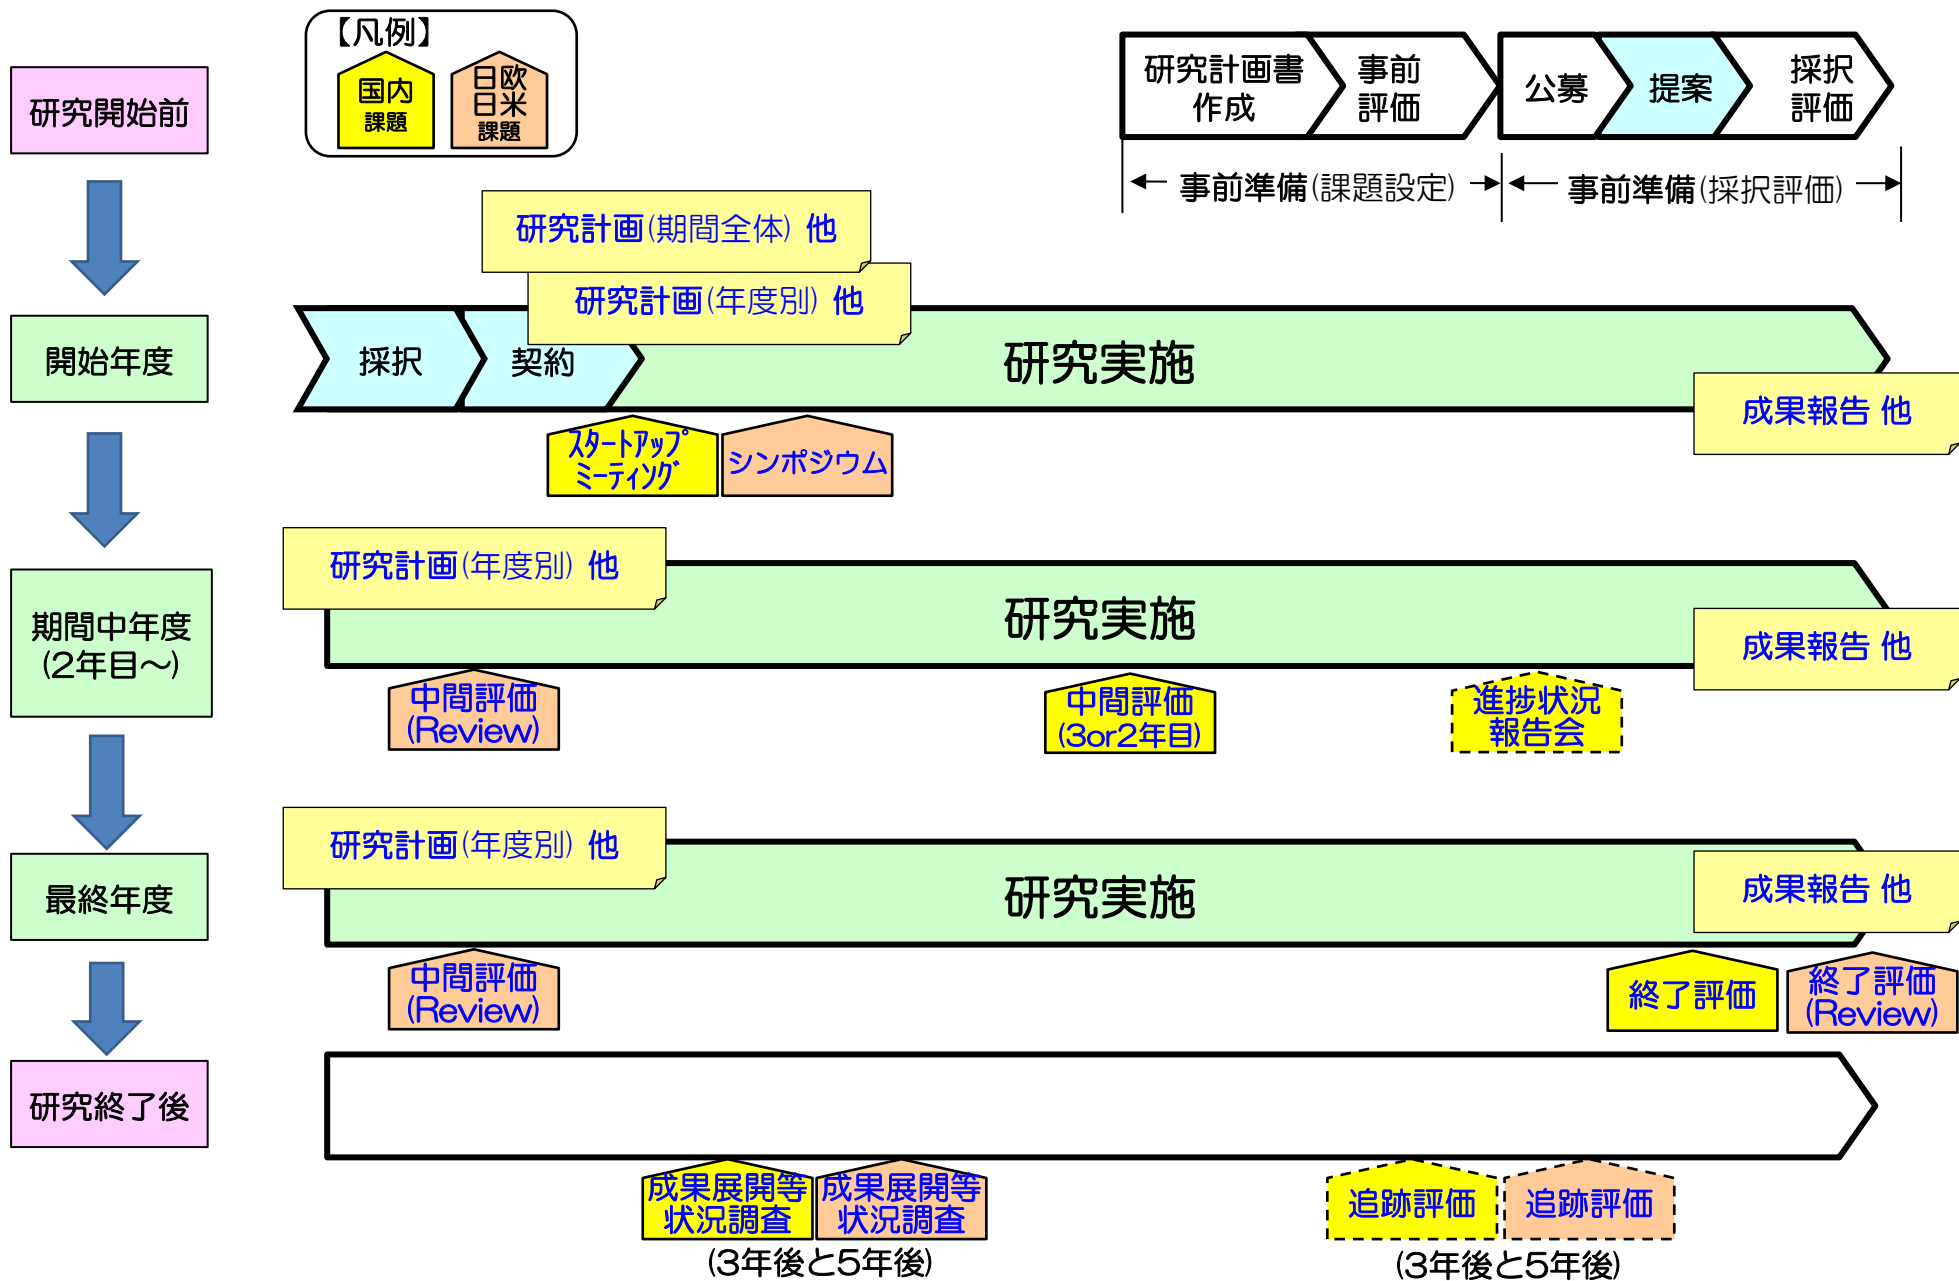 【凡例】
国内
課題
日欧
日米
課題
研究計画書
作成
事前
評価
公募
提案
採択
評価
研究開始前
事前準備(課題設定)
事前準備(採択評価)
研究計画(期間全体) 他
研究計画(年度別) 他
開始年度
採択
契約
研究実施
成果報告 他
スタートアップ
ミーティング
シンポジウム
研究計画(年度別) 他
期間中年度
(2年目~)
研究実施
成果報告 他
中間評価
(Review)
中間評価
(3or2年目)
進捗状況
報告会
研究計画(年度別) 他
最終年度
研究実施
成果報告 他
中間評価
(Review)
終了評価
終了評価
(Review)
研究終了後
成果展開等
状況調査
成果展開等
状況調査
追跡評価
追跡評価
(3年後と5年後)
(3年後と5年後)